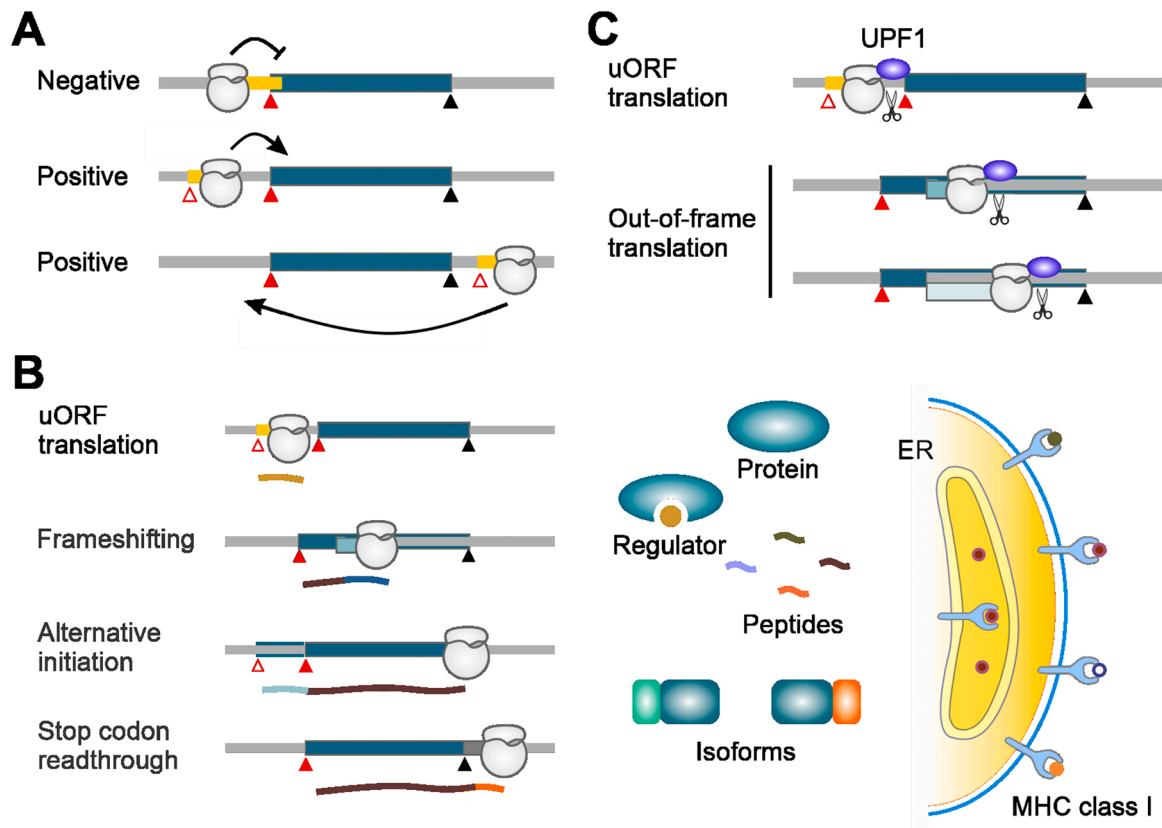 A
Negative
Positive
Positive
B
uORF
translation
Frameshifting
Alternative
initiation
Stop codon
readthrough
C
UPF1
uORF
translation
Out-of-frame
translation
Protein
Regulator
Peptides
Isoforms
ER
MHC class I